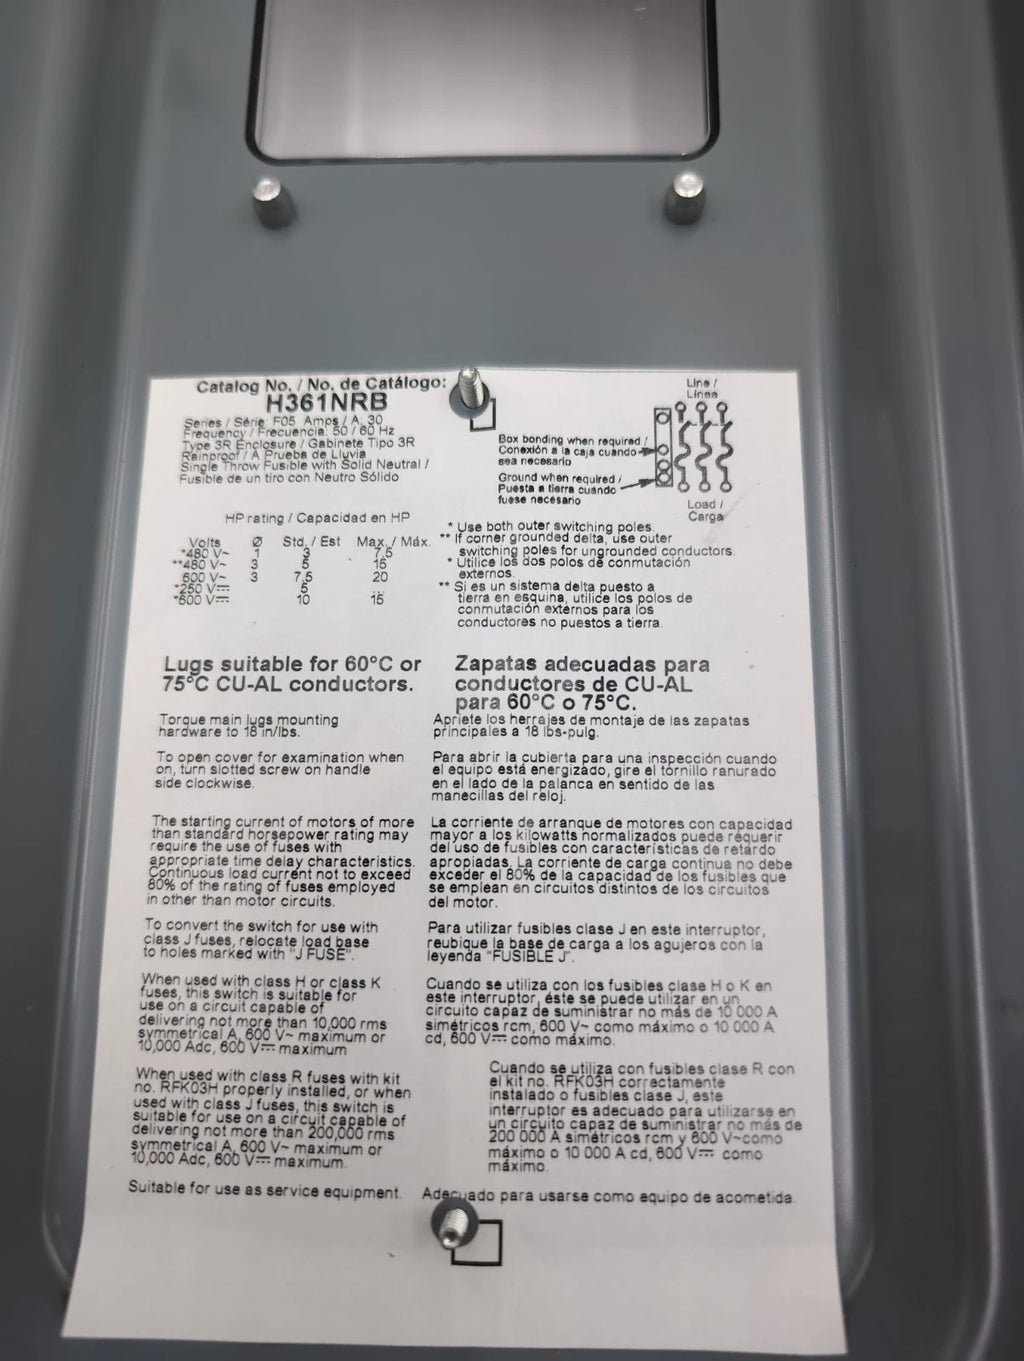 Catalog No. / No. de Catálogo:
H361NRB
Series / Série: F05 Amps / A: 30
Frequency / Frecuencia: 50 / 60 Hz
Type 3R Enclosure / Gabinete Tipo 3R
Rainproof / A Prueba de Lluvia
Single Throw Fusible with Solid Neutral /
Fusible de un tiro con Neutro Sólido
Line /
Línea
Box bonding when required /
Conexión a la caja cuando
sea necesario
Ground when required /
Puesta a tierra cuando
fuese necesario
Load /
Carga
HP rating / Capacidad en HP
Volts Ø Std. / Est Max. / Máx.
*480 V~ 1 3 7,5
**480 V~ 3 5 15
600 V~ 3 7,5 20
*250 V⎓ 5 ...
*600 V⎓ 10 15
* Use both outer switching poles.
** If corner grounded delta, use outer
switching poles for ungrounded conductors.
* Utilice los dos polos de conmutación
externos.
** Si es un sistema delta puesto a
tierra en esquina, utilice los polos de
conmutación externos para los
conductores no puestos a tierra.
Lugs suitable for 60°C or
75°C CU-AL conductors.
Torque main lugs mounting
hardware to 18 in/lbs.
To open cover for examination when
on, turn slotted screw on handle
side clockwise.
The starting current of motors of more
than standard horsepower rating may
require the use of fuses with
appropriate time delay characteristics.
Continuous load current not to exceed
80% of the rating of fuses employed
in other than motor circuits.
To convert the switch for use with
class J fuses, relocate load base
to holes marked with "J FUSE".
When used with class H or class K
fuses, this switch is suitable for
use on a circuit capable of
delivering not more than 10,000 rms
symmetrical A, 600 V~ maximum or
10,000 Adc, 600 V⎓ maximum
When used with class R fuses with kit
no. RFK03H properly installed, or when
used with class J fuses, this switch is
suitable for use on a circuit capable of
delivering not more than 200,000 rms
symmetrical A, 600 V~ maximum or
10,000 Adc, 600 V⎓ maximum.
Suitable for use as service equipment.
Zapatas adecuadas para
conductores de CU-AL
para 60°C o 75°C.
Apriete los herrajes de montaje de las zapatas
principales a 18 lbs-pulg.
Para abrir la cubierta para una inspección cuando
el equipo está energizado, gire el tornillo ranurado
en el lado de la palanca en sentido de las
manecillas del reloj.
La corriente de arranque de motores con capacidad
mayor a los kilowatts normalizados puede requerir
del uso de fusibles con características de retardo
apropiadas. La corriente de carga continua no debe
exceder el 80% de la capacidad de los fusibles que
se emplean en circuitos distintos de los circuitos
del motor.
Para utilizar fusibles clase J en este interruptor,
reubique la base de carga a los agujeros con la
leyenda "FUSIBLE J".
Cuando se utiliza con los fusibles clase H o K en
este interruptor, éste se puede utilizar en un
circuito capaz de suministrar no más de 10 000 A
simétricos rcm, 600 V~ como máximo o 10 000 A
cd, 600 V⎓ como máximo.
Cuando se utiliza con fusibles clase R con
el kit no. RFK03H correctamente
instalado o fusibles clase J, este
interruptor es adecuado para utilizarse en
un circuito capaz de suministrar no más de
200 000 A simétricos rcm y 600 V~como
máximo o 10 000 A cd, 600 V⎓ como
máximo.
Adecuado para usarse como equipo de acometida.